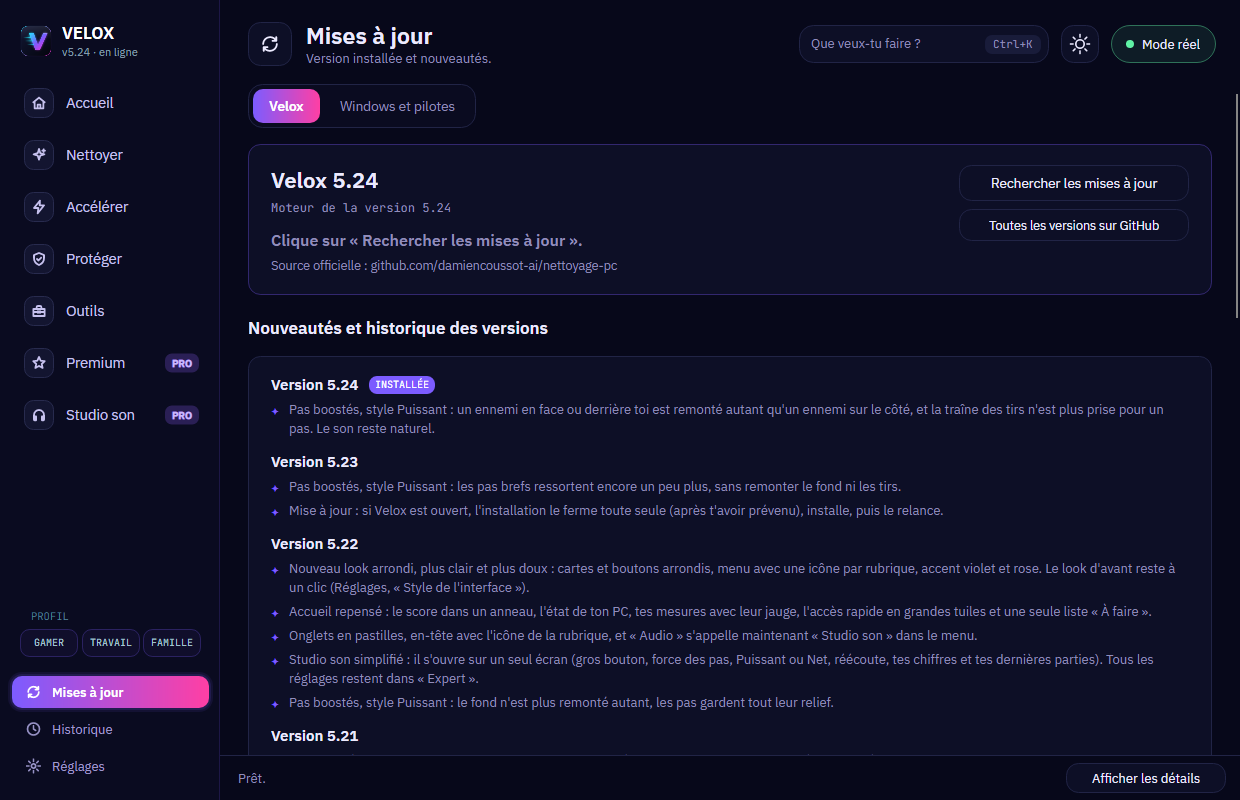 VELOX
v5.24 · en ligne
Accueil
Nettoyer
Accélérer
Protéger
Outils
Premium PRO
Studio son PRO
PROFIL
GAMER TRAVAIL FAMILLE
Mises à jour
Historique
Réglages
Mises à jour
Version installée et nouveautés.
Que veux-tu faire ? Ctrl+K
Mode réel
Velox Windows et pilotes
Velox 5.24
Moteur de la version 5.24
Clique sur « Rechercher les mises à jour ».
Source officielle : github.com/damiencoussot-ai/nettoyage-pc
Rechercher les mises à jour
Toutes les versions sur GitHub
Nouveautés et historique des versions
Version 5.24 INSTALLÉE
Pas boostés, style Puissant : un ennemi en face ou derrière toi est remonté autant qu'un ennemi sur le côté, et la traîne des tirs n'est plus prise pour un
pas. Le son reste naturel.
Version 5.23
Pas boostés, style Puissant : les pas brefs ressortent encore un peu plus, sans remonter le fond ni les tirs.
Mise à jour : si Velox est ouvert, l'installation le ferme toute seule (après t'avoir prévenu), installe, puis le relance.
Version 5.22
Nouveau look arrondi, plus clair et plus doux : cartes et boutons arrondis, menu avec une icône par rubrique, accent violet et rose. Le look d'avant reste à
un clic (Réglages, « Style de l'interface »).
Accueil repensé : le score dans un anneau, l'état de ton PC, tes mesures avec leur jauge, l'accès rapide en grandes tuiles et une seule liste « À faire ».
Onglets en pastilles, en-tête avec l'icône de la rubrique, et « Audio » s'appelle maintenant « Studio son » dans le menu.
Studio son simplifié : il s'ouvre sur un seul écran (gros bouton, force des pas, Puissant ou Net, réécoute, tes chiffres et tes dernières parties). Tous les
réglages restent dans « Expert ».
Pas boostés, style Puissant : le fond n'est plus remonté autant, les pas gardent tout leur relief.
Version 5.21
Prêt.
Afficher les détails